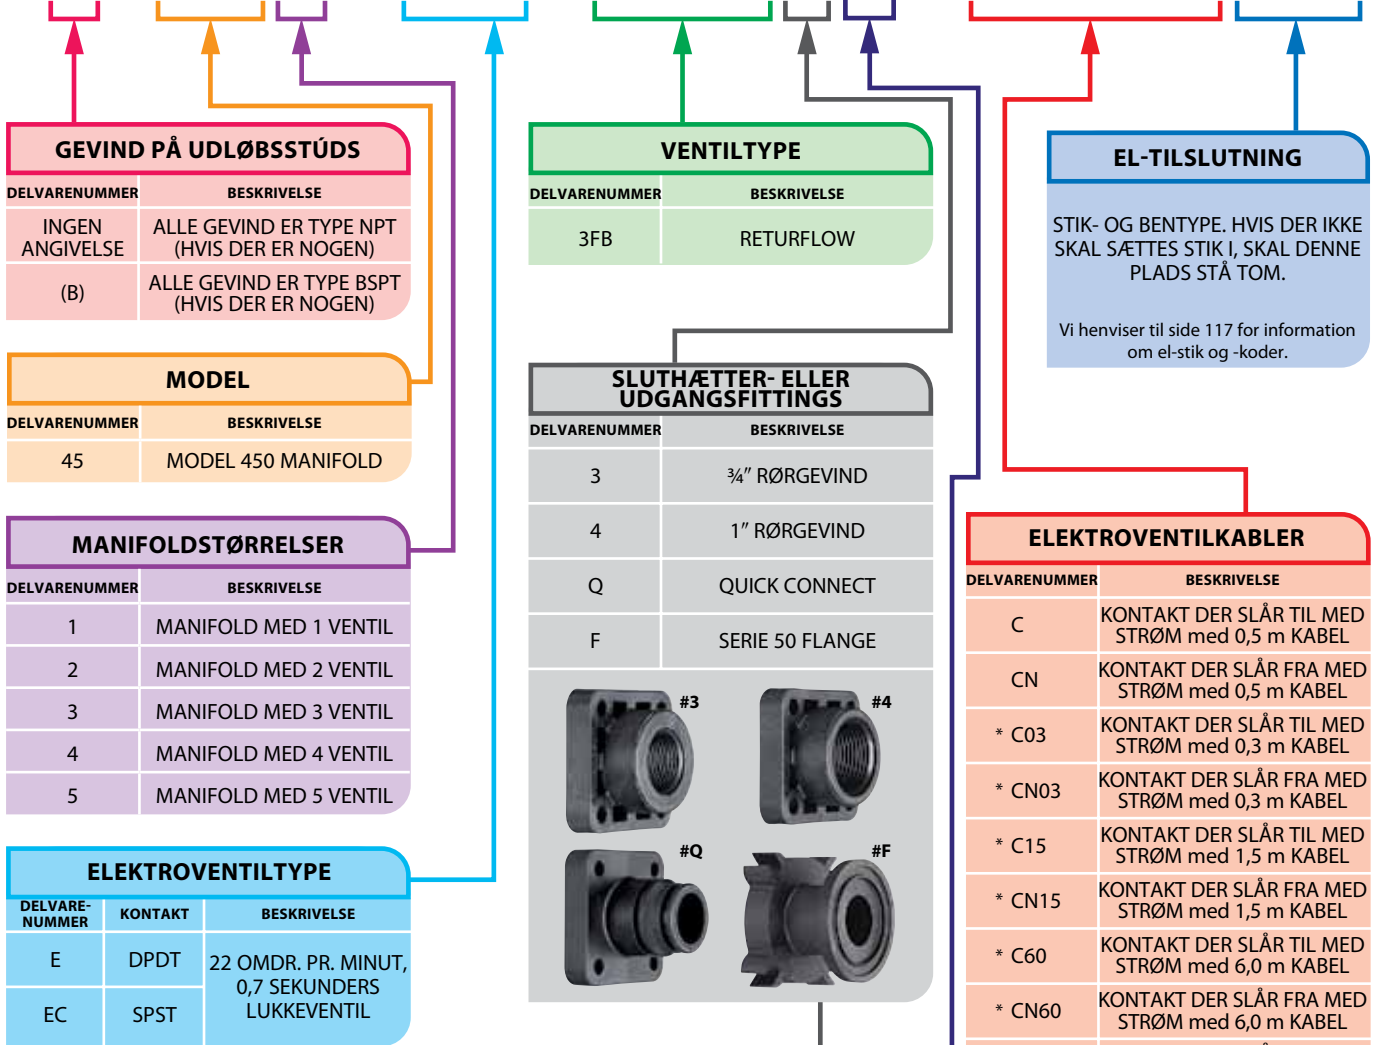 GEVIND PÅ UDLØBSSTÚDS
DELVARENUMMER BESKRIVELSE
INGEN
ANGIVELSE
ALLE GEVIND ER TYPE NPT
(HVIS DER ER NOGEN)
(B)
ALLE GEVIND ER TYPE BSPT
(HVIS DER ER NOGEN)
MODEL
DELVARENUMMER BESKRIVELSE
45 MODEL 450 MANIFOLD
MANIFOLDSTØRRELSER
DELVARENUMMER BESKRIVELSE
1 MANIFOLD MED 1 VENTIL
2 MANIFOLD MED 2 VENTIL
3 MANIFOLD MED 3 VENTIL
4 MANIFOLD MED 4 VENTIL
5 MANIFOLD MED 5 VENTIL
ELEKTROVENTILTYPE
DELVARE-
NUMMER
KONTAKT BESKRIVELSE
E DPDT
EC SPST
22 OMDR. PR. MINUT,
0,7 SEKUNDERS
LUKKEVENTIL
VENTILTYPE
DELVARENUMMER BESKRIVELSE
3FB RETURFLOW
SLUTHÆTTER- ELLER
UDGANGSFITTINGS
DELVARENUMMER BESKRIVELSE
3 ¾" RØRGEVIND
4 1" RØRGEVIND
Q QUICK CONNECT
F SERIE 50 FLANGE
#3 #4
#Q #F
EL-TILSLUTNING
STIK- OG BENTYPE. HVIS DER IKKE
SKAL SÆTTES STIK I, SKAL DENNE
PLADS STÅ TOM.
Vi henviser til side 117 for information
om el-stik og -koder.
ELEKTROVENTILKABLER
DELVARENUMMER BESKRIVELSE
C
KONTAKT DER SLÅR TIL MED
STRØM med 0,5 m KABEL
CN
KONTAKT DER SLÅR FRA MED
STRØM med 0,5 m KABEL
* C03
KONTAKT DER SLÅR TIL MED
STRØM med 0,3 m KABEL
* CN03
KONTAKT DER SLÅR FRA MED
STRØM med 0,3 m KABEL
* C15
KONTAKT DER SLÅR TIL MED
STRØM med 1,5 m KABEL
* CN15
KONTAKT DER SLÅR FRA MED
STRØM med 1,5 m KABEL
* C60
KONTAKT DER SLÅR TIL MED
STRØM med 6,0 m KABEL
* CN60
KONTAKT DER SLÅR FRA MED
STRØM med 6,0 m KABEL